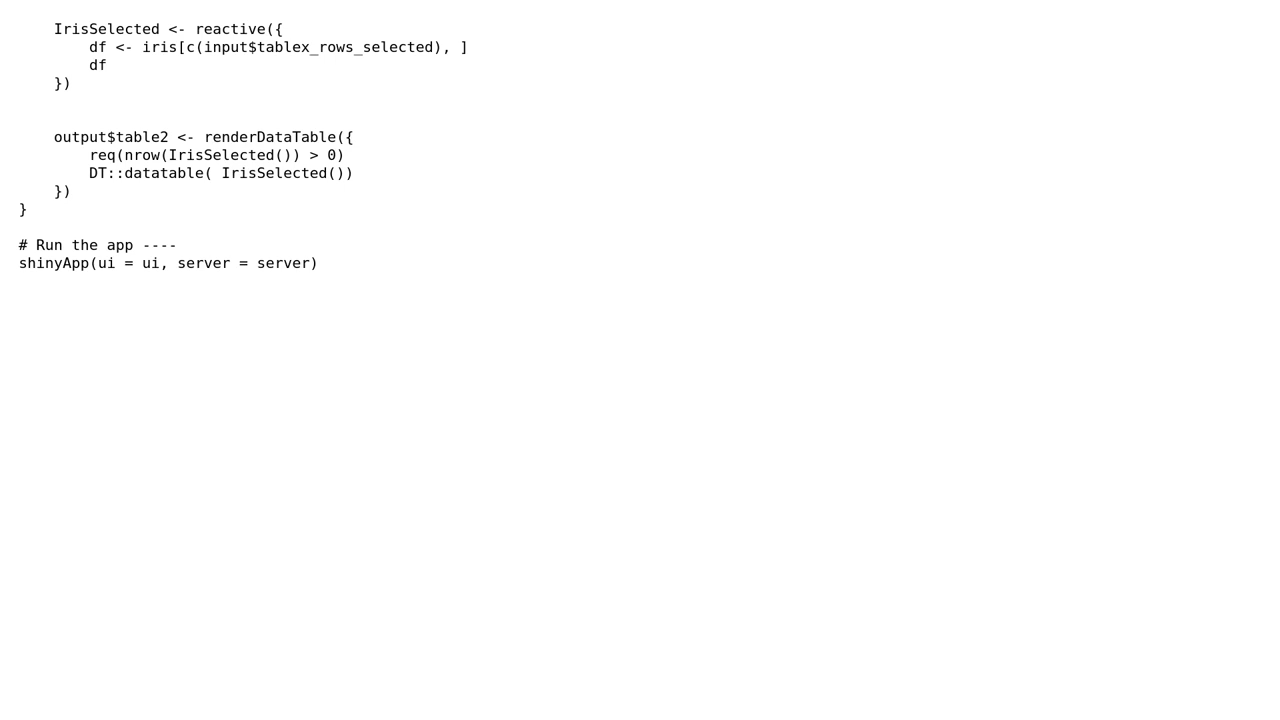 IrisSelected <- reactive({
        df <- iris[c(input$tablex_rows_selected), ]
        df
    })


    output$table2 <- renderDataTable({
        req(nrow(IrisSelected()) > 0)
        DT::datatable( IrisSelected())
    })
}

# Run the app ----
shinyApp(ui = ui, server = server)